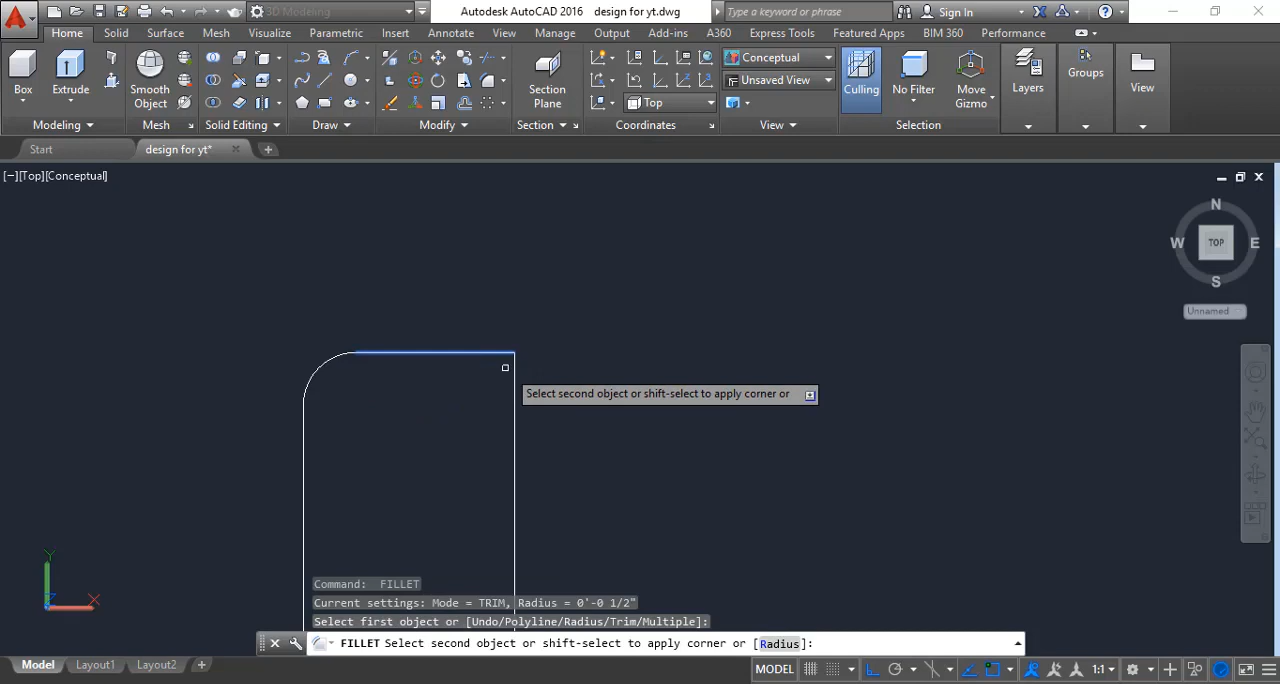 3D Modeling
Autodesk AutoCAD 2016 design for yt.dwg
Type a keyword or phrase
Sign In
Home Solid Surface Mesh Visualize Parametric Insert Annotate View Manage Output Add-ins A360 Express Tools Featured Apps BIM 360 Performance
Box
Extrude
Smooth
Object
Section
Plane
Conceptual
Unsaved View
Top
Culling
No Filter
Move
Gizmo
Layers
Groups
View
Modeling
Mesh
Solid Editing
Draw
Modify
Section
Coordinates
View
Selection
Start
design for yt*
[−][Top][Conceptual]
N
W TOP E
S
Unnamed
Select second object or shift-select to apply corner or
Y
X
Command: FILLET
Current settings: Mode = TRIM, Radius = 0'-0 1/2"
Select first object or [Undo/Polyline/Radius/Trim/Multiple]:
FILLET Select second object or shift-select to apply corner or [Radius]:
Model Layout1 Layout2
MODEL
1:1